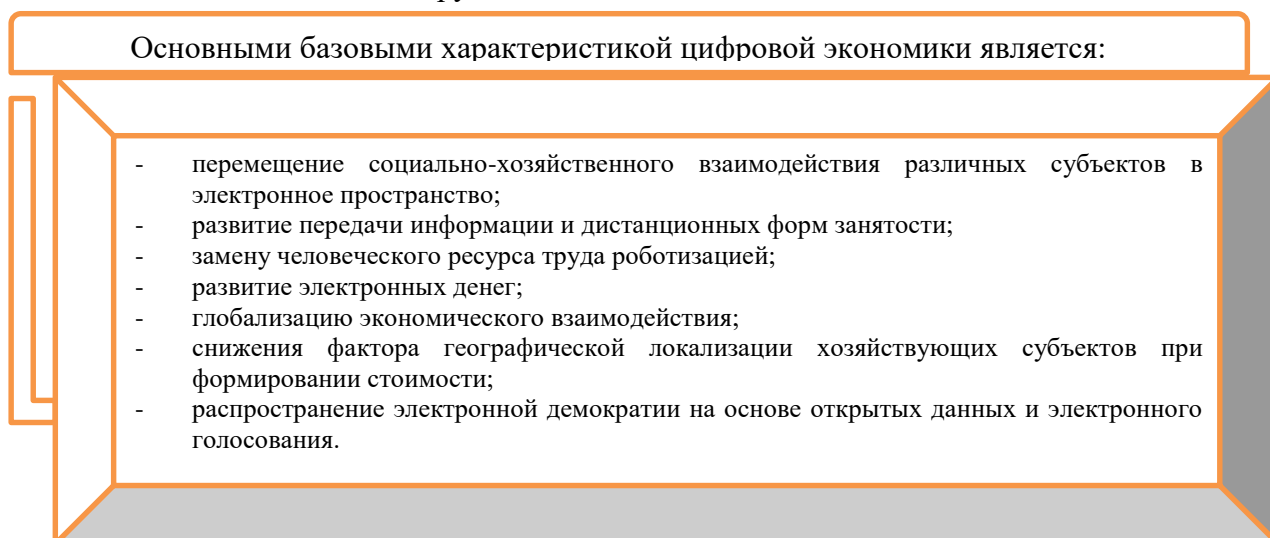 Основными базовыми характеристикой цифровой экономики является:
- перемещение социально-хозяйственного взаимодействия различных субъектов в
электронное пространство;
- развитие передачи информации и дистанционных форм занятости;
- замену человеческого ресурса труда роботизацией;
- развитие электронных денег;
- глобализацию экономического взаимодействия;
- снижения фактора географической локализации хозяйствующих субъектов при
формировании стоимости;
- распространение электронной демократии на основе открытых данных и электронного
голосования.